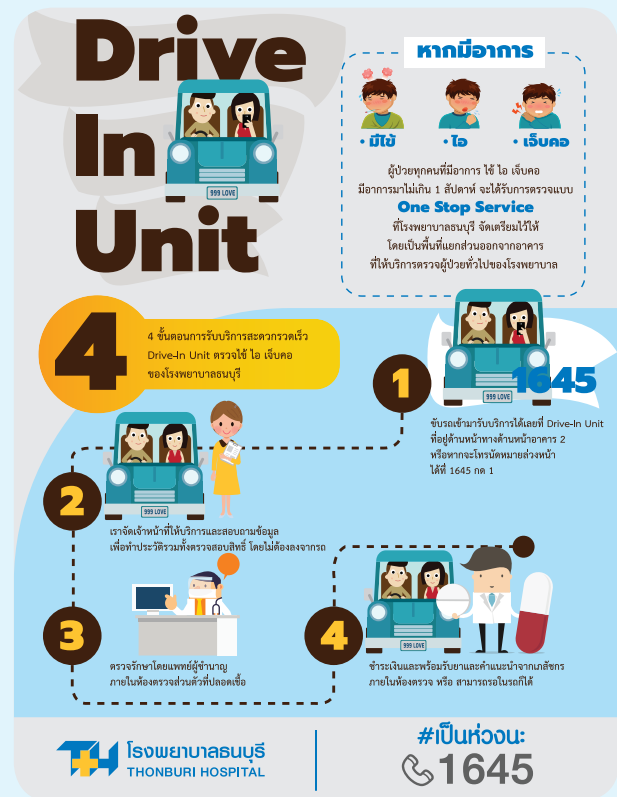 Drive
In
Unit
999 LOVE
หากมีอาการ
• มีไข้
• ไอ
• เจ็บคอ
ผู้ป่วยทุกคนที่มีอาการ ไข้ ไอ เจ็บคอ
มีอาการมาไม่เกิน 1 สัปดาห์ จะได้รับการตรวจแบบ
One Stop Service
ที่โรงพยาบาลธนบุรี จัดเตรียมไว้ให้
โดยเป็นพื้นที่แยกส่วนออกจากอาคาร
ที่ให้บริการตรวจผู้ป่วยทั่วไปของโรงพยาบาล
4
4 ขั้นตอนการรับบริการสะดวกรวดเร็ว
Drive-In Unit ตรวจไข้ ไอ เจ็บคอ
ของโรงพยาบาลธนบุรี
1
1645
999 LOVE
ขับรถเข้ามารับบริการได้เลยที่ Drive-In Unit
ที่อยู่ด้านหน้าทางด้านหน้าอาคาร 2
หรือหากจะโทรนัดหมายล่วงหน้า
ได้ที่ 1645 กด 1
2
999 LOVE
เราจัดเจ้าหน้าที่ให้บริการและสอบถามข้อมูล
เพื่อทำประวัติรวมทั้งตรวจสอบสิทธิ์ โดยไม่ต้องลงจากรถ
3
ตรวจรักษาโดยแพทย์ผู้ชำนาญ
ภายในห้องตรวจส่วนตัวที่ปลอดเชื้อ
4
999 LOVE
ชำระเงินและพร้อมรับยาและคำแนะนำจากเภสัชกร
ภายในห้องตรวจ หรือ สามารถรอในรถก็ได้
โรงพยาบาลธนบุรี
THONBURI HOSPITAL
#เป็นห่วงนะ
1645